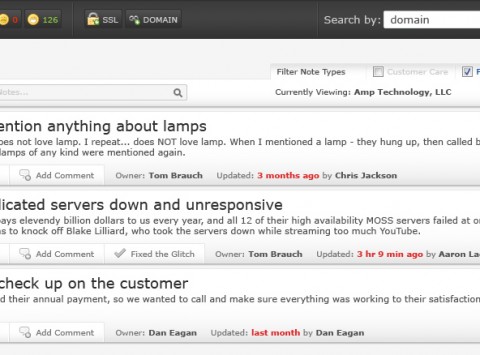 0 126 SSL DOMAIN Search by: domain
Filter Note Types Customer Care
Notes... Currently Viewing: Amp Technology, LLC
ention anything about lamps
oes not love lamp. I repeat... does NOT love lamp. When I mentioned a lamp - they hung up, then called b
lamps of any kind were mentioned again.
Add Comment Owner: Tom Brauch Updated: 3 months ago by Chris Jackson
licated servers down and unresponsive
pays elevendy billion dollars to us every year, and all 12 of their high availability MOSS servers failed at o
as to knock off Blake Lilliard, who took the servers down while streaming too much YouTube.
Add Comment Fixed the Glitch Owner: Tom Brauch Updated: 3 hr 9 min ago by Aaron La
check up on the customer
d their annual payment, so we wanted to call and make sure everything was working to their satisfaction
Add Comment Owner: Dan Eagan Updated: last month by Dan Eagan